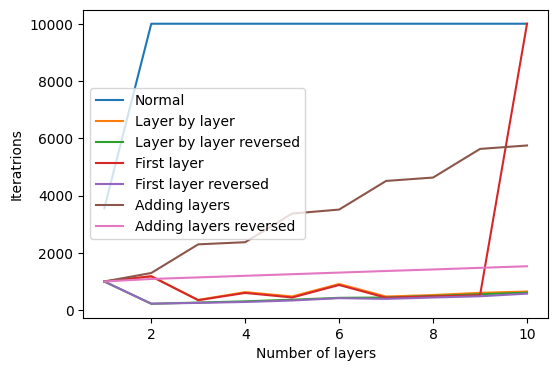 10000
8000
6000
4000
2000
0
Iteratrions
Normal
Layer by layer
Layer by layer reversed
First layer
First layer reversed
Adding layers
Adding layers reversed
2 4 6 8 10
Number of layers